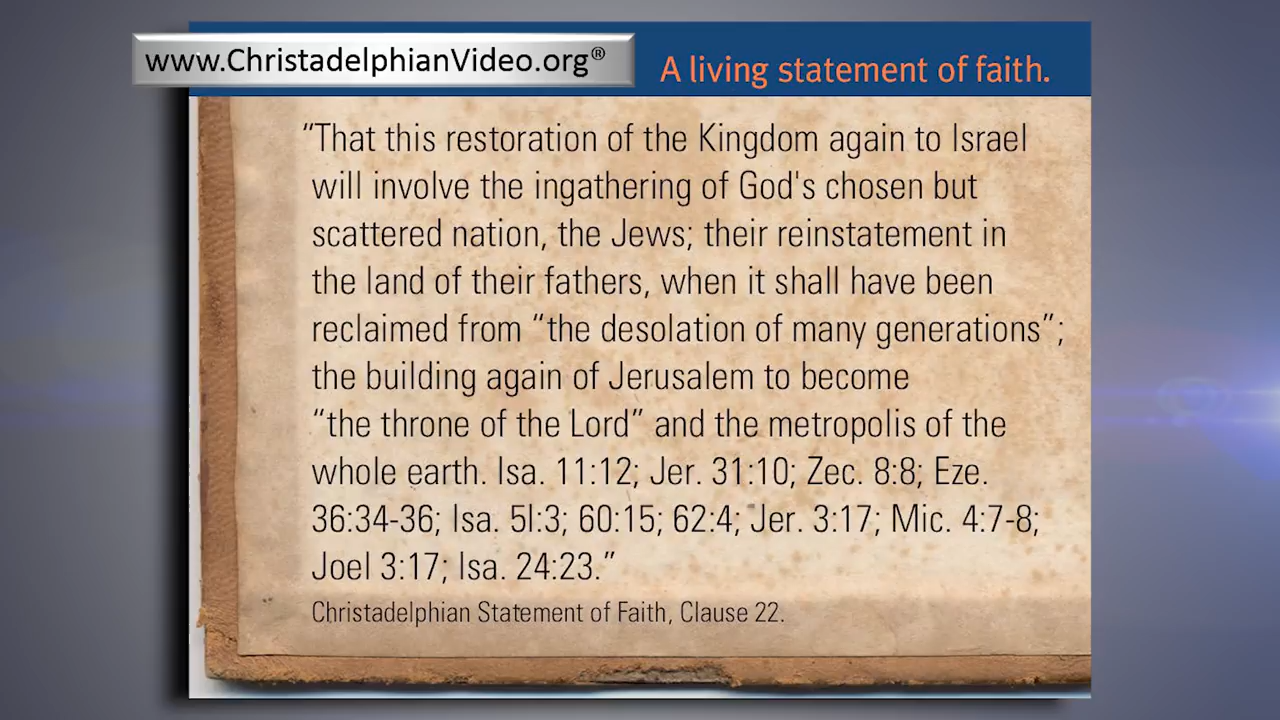 www.ChristadelphianVideo.org®
A living statement of faith.
“That this restoration of the Kingdom again to Israel
will involve the ingathering of God's chosen but
scattered nation, the Jews; their reinstatement in
the land of their fathers, when it shall have been
reclaimed from “the desolation of many generations”;
the building again of Jerusalem to become
“the throne of the Lord” and the metropolis of the
whole earth. Isa. 11:12; Jer. 31:10; Zec. 8:8; Eze.
36:34-36; Isa. 5l:3; 60:15; 62:4; Jer. 3:17; Mic. 4:7-8;
Joel 3:17; Isa. 24:23.”
Christadelphian Statement of Faith, Clause 22.